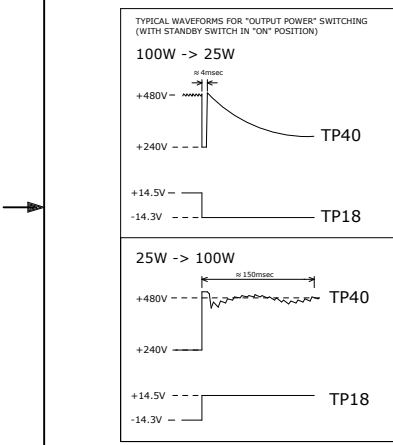 TYPICAL WAVEFORMS FOR "OUTPUT POWER" SWITCHING
(WITH STANDBY SWITCH IN "ON" POSITION)
100W -> 25W
≈ 4msec
+480V
TP40
+240V
+14.5V
-14.3V
TP18
25W -> 100W
≈ 150msec
+480V
TP40
+240V
+14.5V
TP18
-14.3V